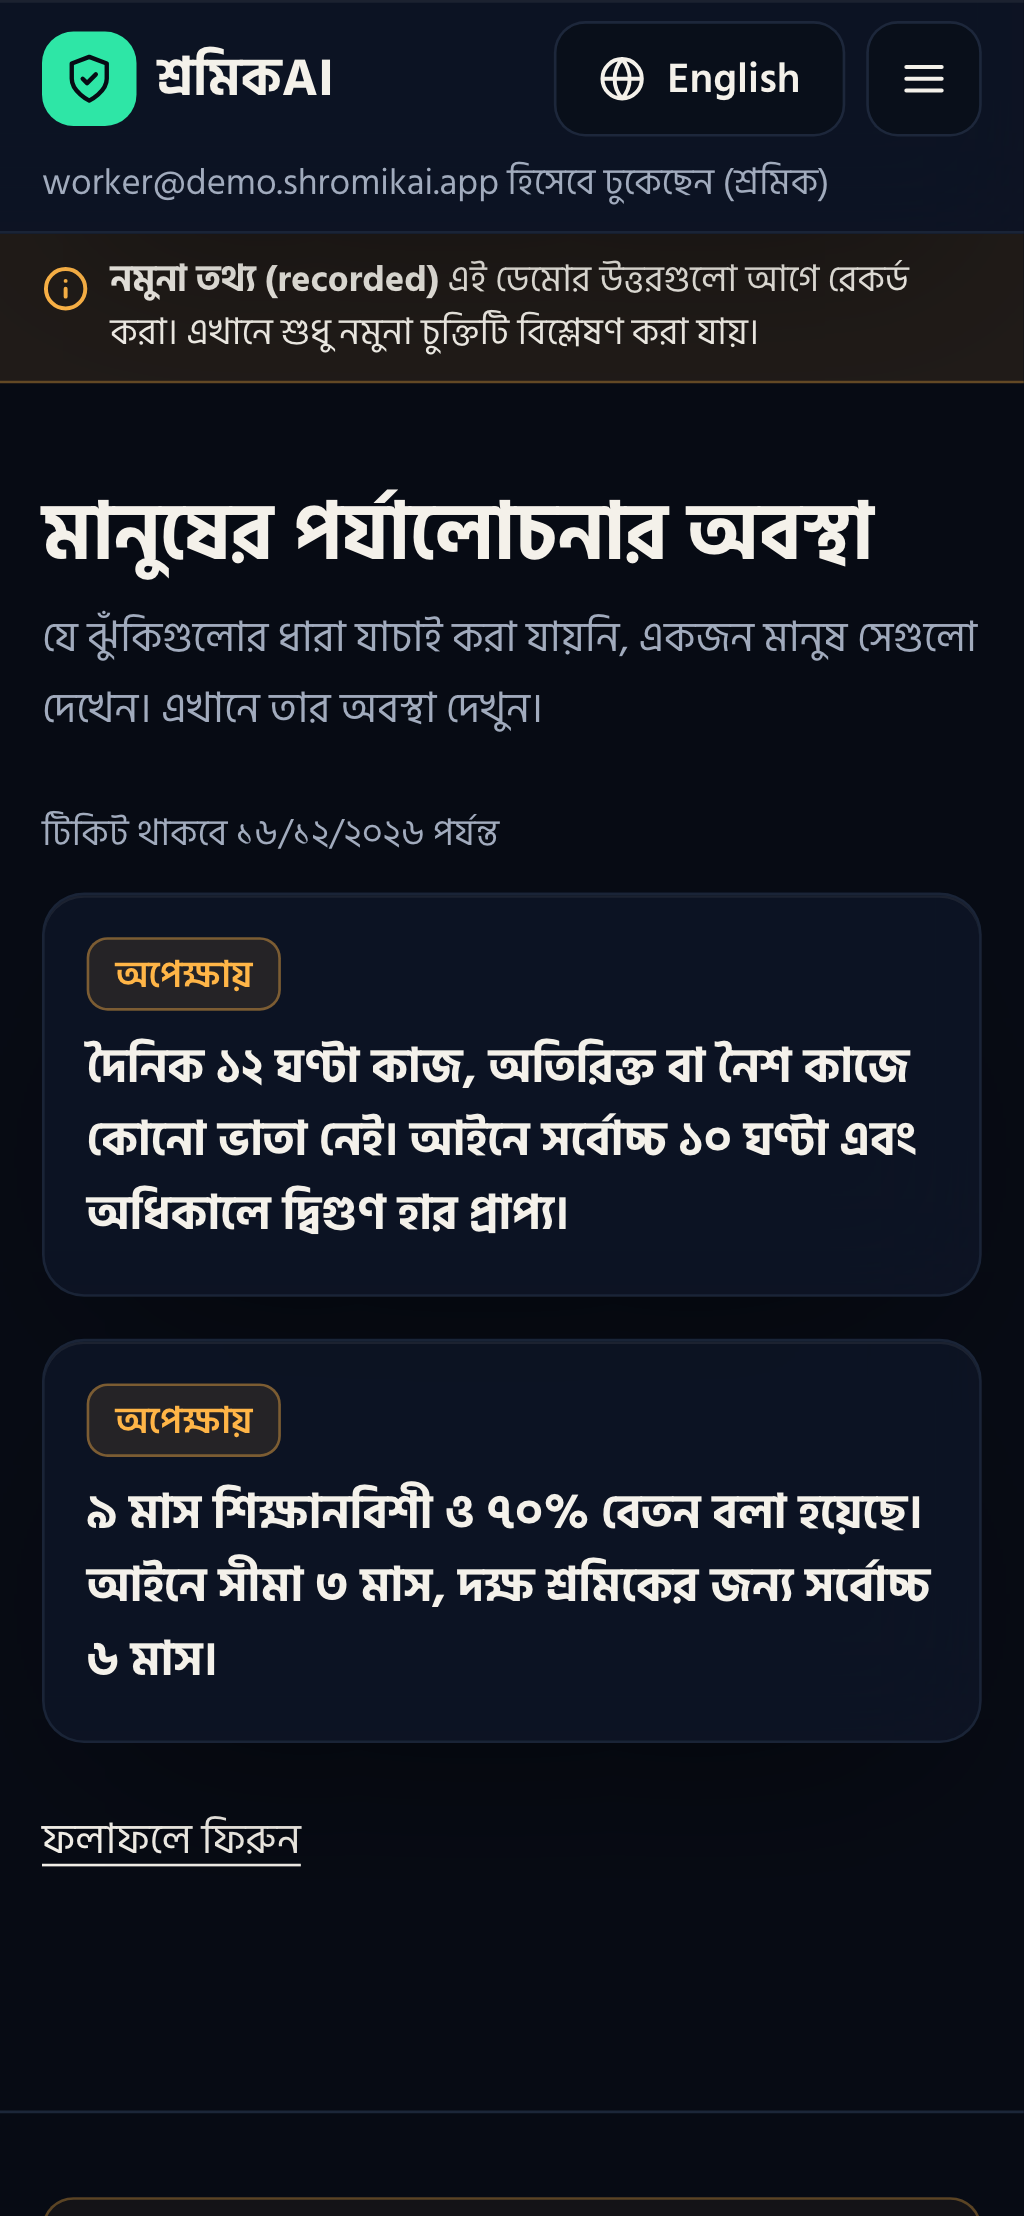 শ্রমিকAI
English
worker@demo.shromikai.app হিসেবে ঢুকেছেন (শ্রমিক)
নমুনা তথ্য (recorded) এই ডেমোর উত্তরগুলো আগে রেকর্ড
করা। এখানে শুধু নমুনা চুক্তিটি বিশ্লেষণ করা যায়।
মানুষের পর্যালোচনার অবস্থা
যে ঝুঁকিগুলোর ধারা যাচাই করা যায়নি, একজন মানুষ সেগুলো
দেখেন। এখানে তার অবস্থা দেখুন।
টিকিট থাকবে ১৬/১২/২০২৬ পর্যন্ত
অপেক্ষায়
দৈনিক ১২ ঘণ্টা কাজ, অতিরিক্ত বা নৈশ কাজে
কোনো ভাতা নেই। আইনে সর্বোচ্চ ১০ ঘণ্টা এবং
অধিকালে দ্বিগুণ হার প্রাপ্য।
অপেক্ষায়
৯ মাস শিক্ষানবিশী ও ৭০% বেতন বলা হয়েছে।
আইনে সীমা ৩ মাস, দক্ষ শ্রমিকের জন্য সর্বোচ্চ
৬ মাস।
ফলাফলে ফিরুন